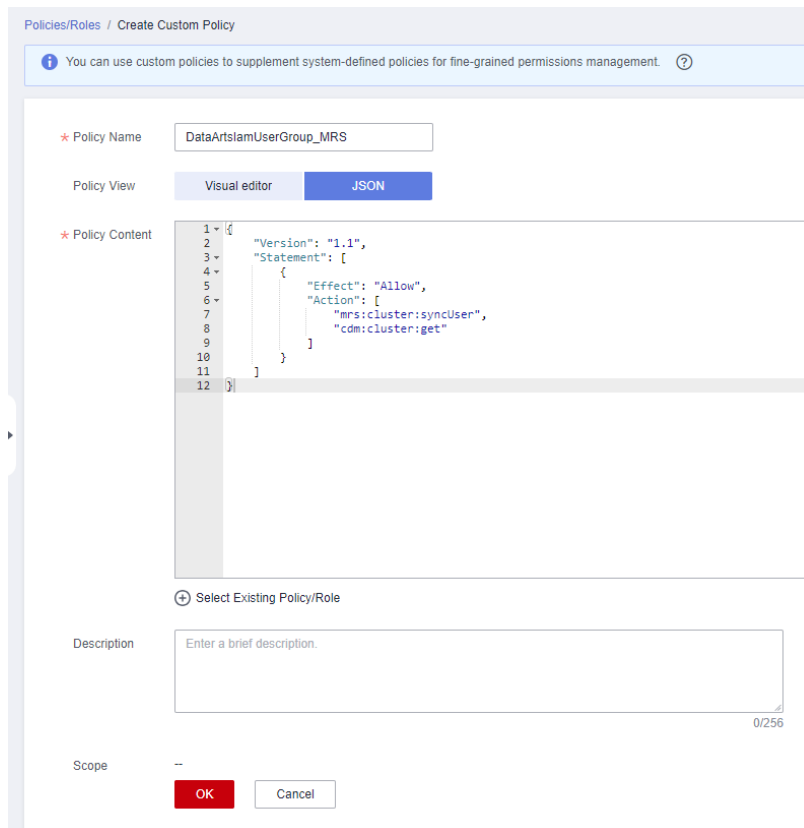 Policies/Roles / Create Custom Policy
You can use custom policies to supplement system-defined policies for fine-grained permissions management.
* Policy Name DataArtsIamUserGroup_MRS
Policy View Visual editor JSON
* Policy Content
1 {
2 "Version": "1.1",
3 "Statement": [
4 {
5 "Effect": "Allow",
6 "Action": [
7 "mrs:cluster:syncUser",
8 "cdm:cluster:get"
9 ]
10 }
11 ]
12 }
Select Existing Policy/Role
Description Enter a brief description.
0/256
Scope --
OK Cancel